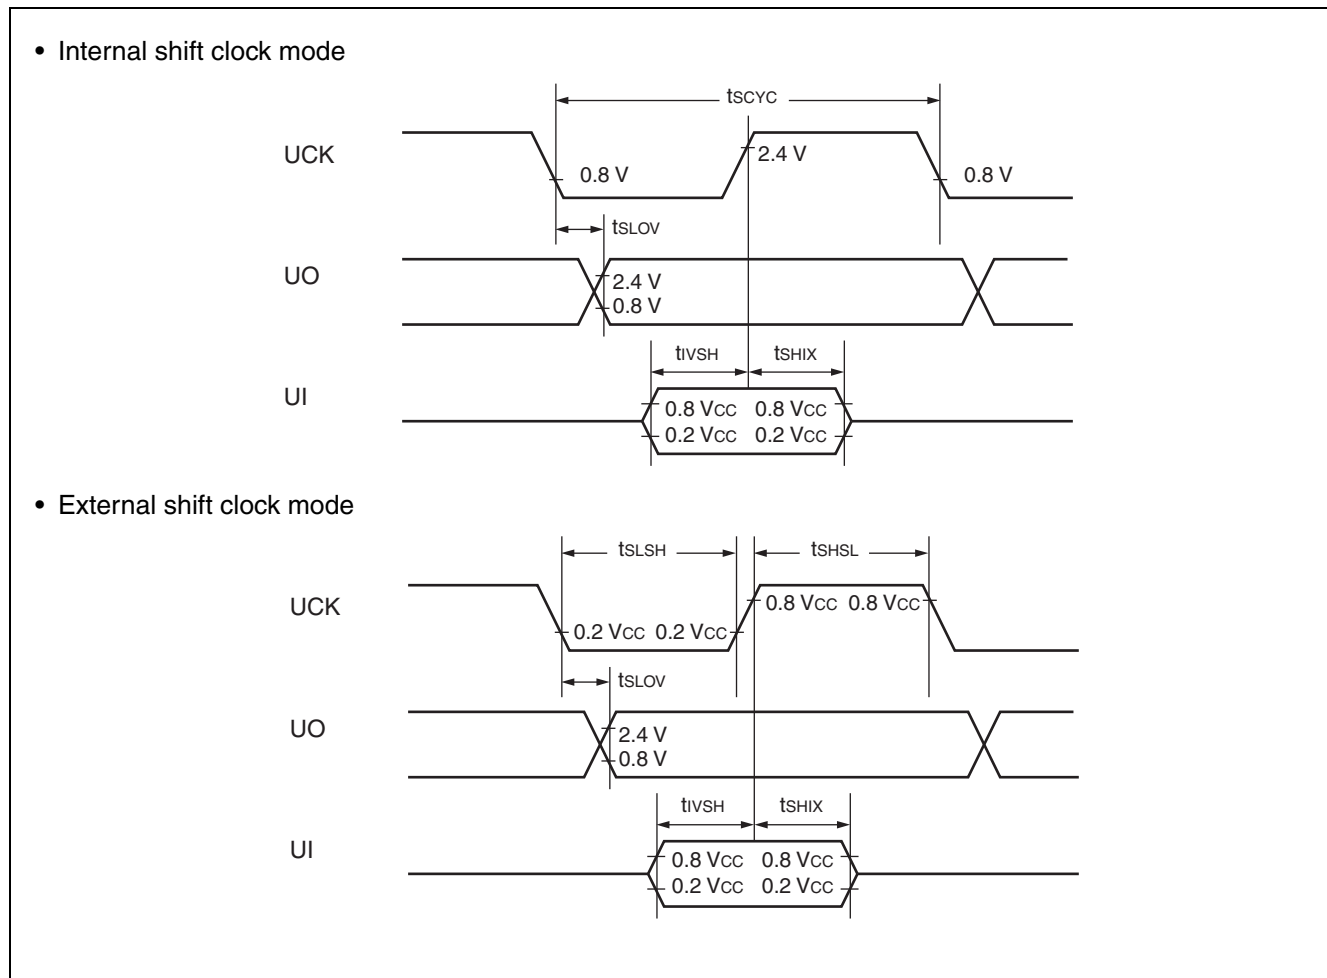 • Internal shift clock mode
tSCYC
UCK
2.4 V
0.8 V
0.8 V
tSLOV
UO
2.4 V
0.8 V
tIVSH tSHIX
UI
0.8 VCC 0.8 VCC
0.2 VCC 0.2 VCC
• External shift clock mode
tSLSH tSHSL
UCK
0.8 VCC 0.8 VCC
0.2 VCC 0.2 VCC
tSLOV
UO
2.4 V
0.8 V
tIVSH tSHIX
UI
0.8 VCC 0.8 VCC
0.2 VCC 0.2 VCC